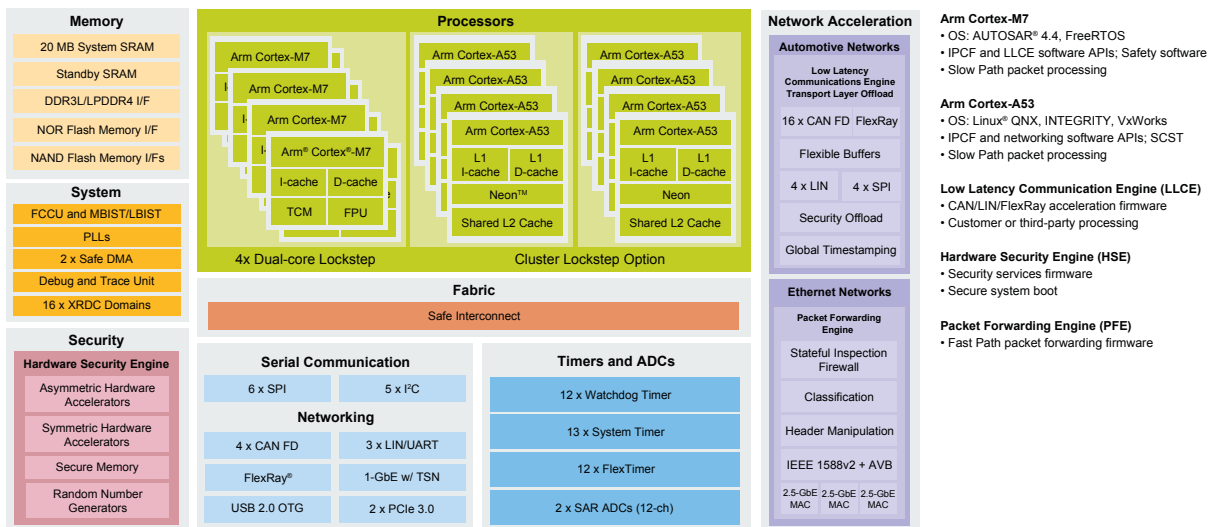 Memory
20 MB System SRAM
Standby SRAM
DDR3L/LPDDR4 I/F
NOR Flash Memory I/F
NAND Flash Memory I/Fs
System
FCCU and MBIST/LBIST
PLLs
2 x Safe DMA
Debug and Trace Unit
16 x XRDC Domains
Security
Hardware Security Engine
Asymmetric Hardware
Accelerators
Symmetric Hardware
Accelerators
Secure Memory
Random Number
Generators
Processors
Arm Cortex-M7
Arm Cortex-M7
Arm Cortex-M7
Arm® Cortex®-M7
I-cache
D-cache
TCM
FPU
4x Dual-core Lockstep
Arm Cortex-A53
Arm Cortex-A53
Arm Cortex-A53
Arm Cortex-A53
L1
I-cache
L1
D-cache
Neon™
Shared L2 Cache
Arm Cortex-A53
Arm Cortex-A53
Arm Cortex-A53
Arm Cortex-A53
L1
I-cache
L1
D-cache
Neon
Shared L2 Cache
Cluster Lockstep Option
Fabric
Safe Interconnect
Serial Communication
6 x SPI
5 x I²C
Networking
4 x CAN FD
3 x LIN/UART
FlexRay®
1-GbE w/ TSN
USB 2.0 OTG
2 x PCIe 3.0
Timers and ADCs
12 x Watchdog Timer
13 x System Timer
12 x FlexTimer
2 x SAR ADCs (12-ch)
Network Acceleration
Automotive Networks
Low Latency
Communications Engine
Transport Layer Offload
16 x CAN FD
FlexRay
Flexible Buffers
4 x LIN
4 x SPI
Security Offload
Global Timestamping
Ethernet Networks
Packet Forwarding
Engine
Stateful Inspection
Firewall
Classification
Header Manipulation
IEEE 1588v2 + AVB
2.5-GbE
MAC
2.5-GbE
MAC
2.5-GbE
MAC
Arm Cortex-M7
• OS: AUTOSAR® 4.4, FreeRTOS
• IPCF and LLCE software APIs; Safety software
• Slow Path packet processing
Arm Cortex-A53
• OS: Linux® QNX, INTEGRITY, VxWorks
• IPCF and networking software APIs; SCST
• Slow Path packet processing
Low Latency Communication Engine (LLCE)
• CAN/LIN/FlexRay acceleration firmware
• Customer or third-party processing
Hardware Security Engine (HSE)
• Security services firmware
• Secure system boot
Packet Forwarding Engine (PFE)
• Fast Path packet forwarding firmware